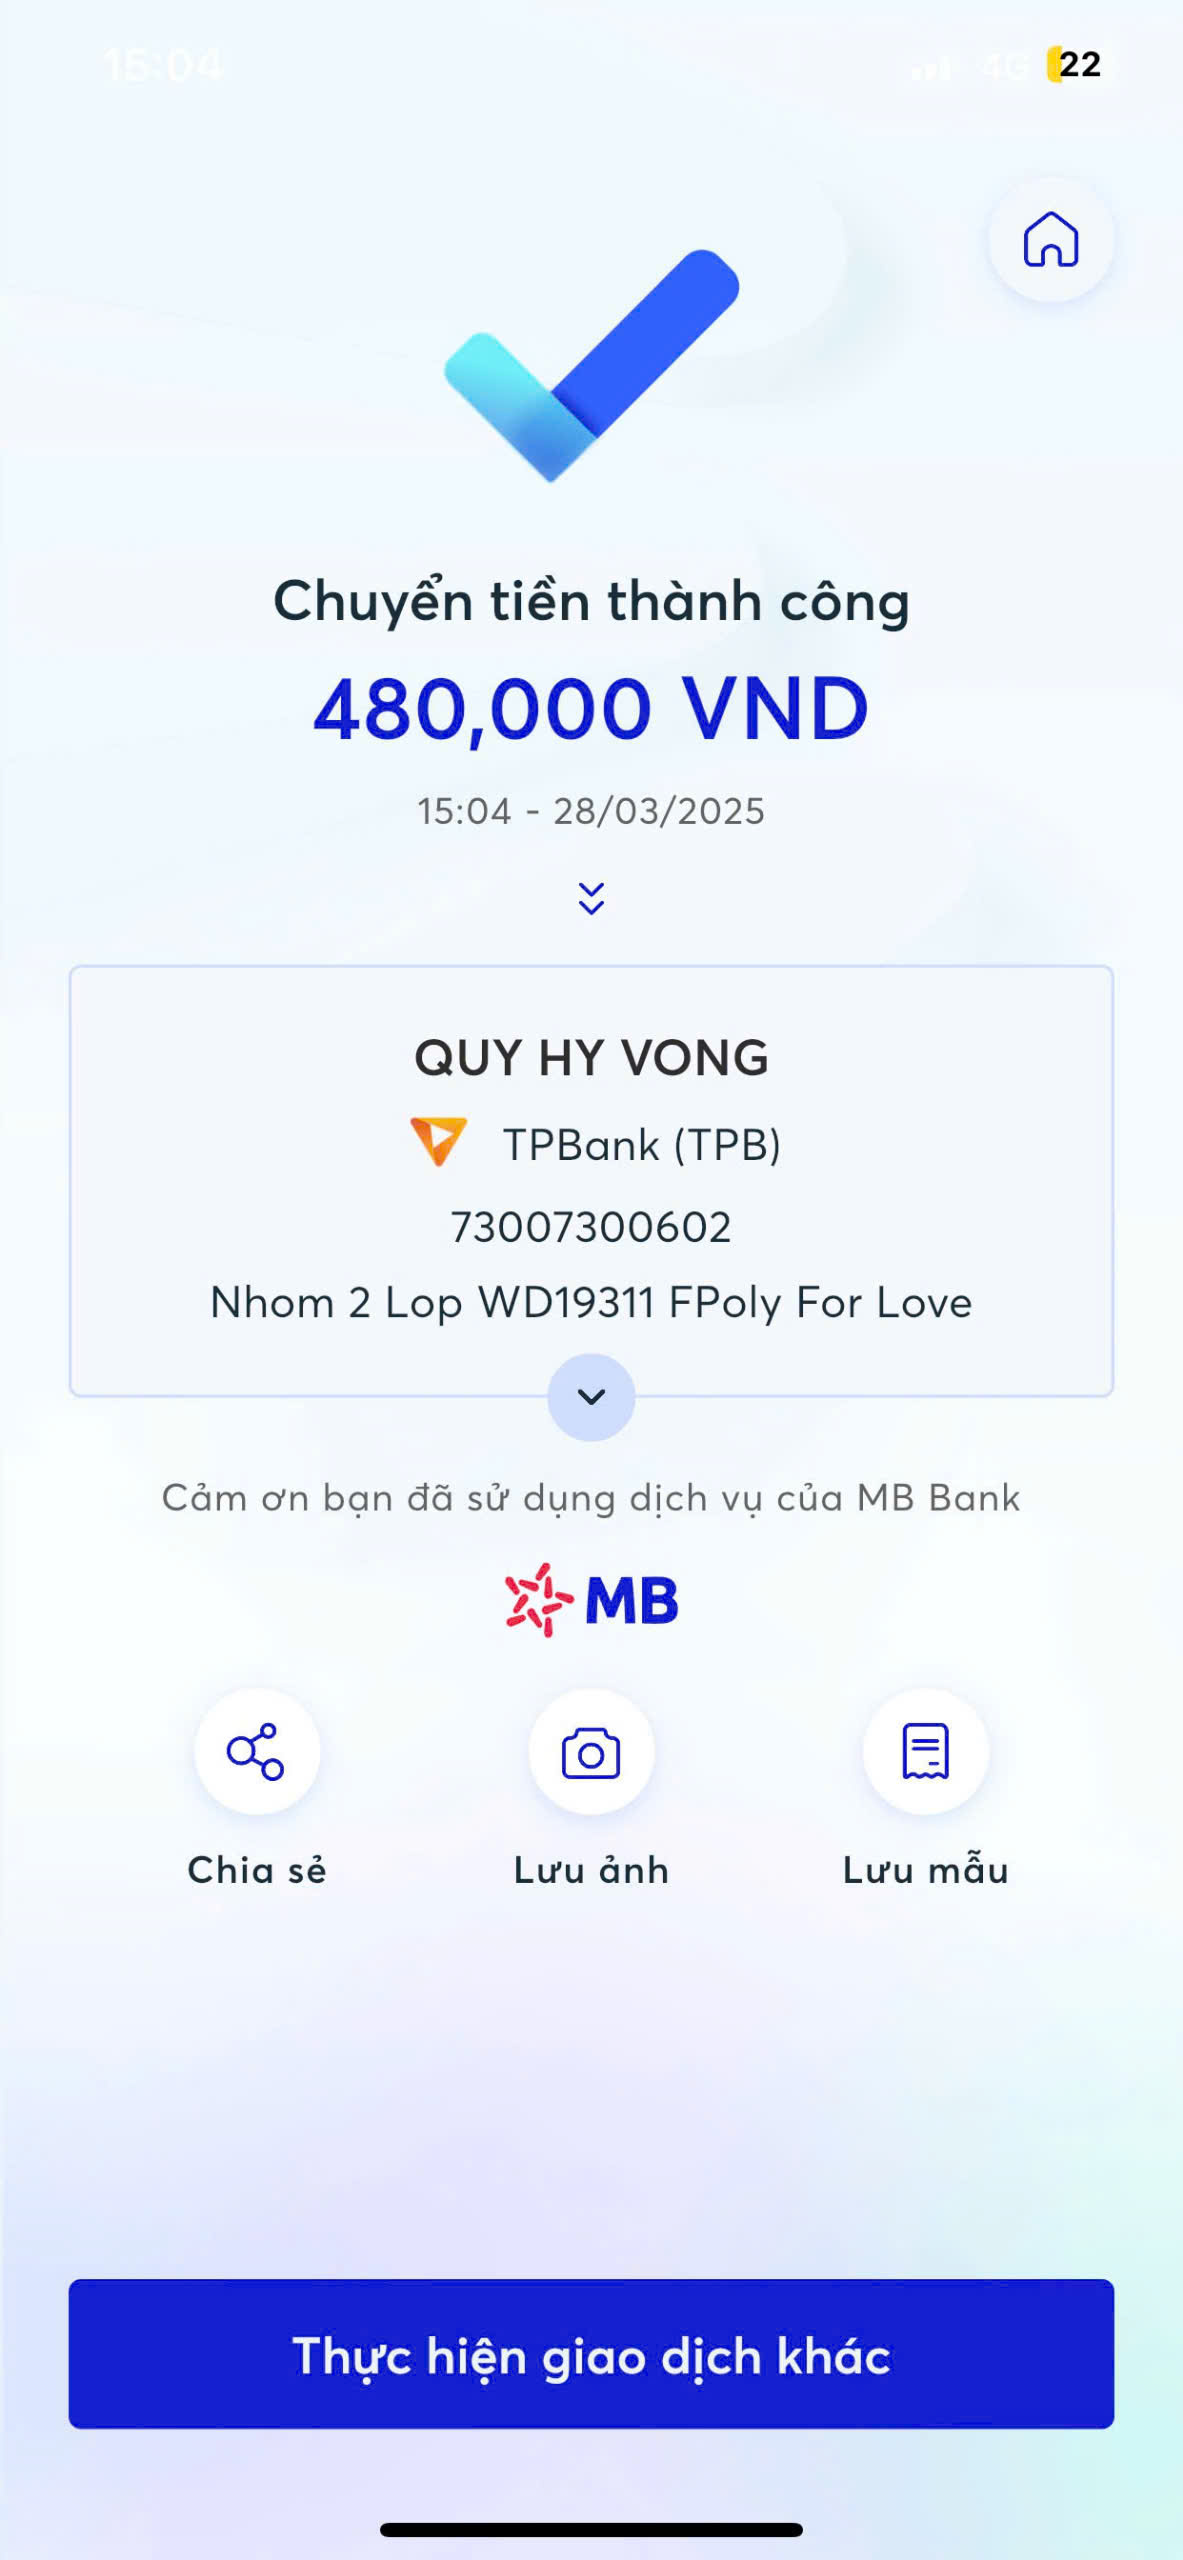 15:04 4G 22
Chuyển tiền thành công
480,000 VND
15:04 - 28/03/2025
QUY HY VONG
TPBank (TPB)
73007300602
Nhom 2 Lop WD19311 FPoly For Love
Cảm ơn bạn đã sử dụng dịch vụ của MB Bank
MB
Chia sẻ Lưu ảnh Lưu mẫu
Thực hiện giao dịch khác